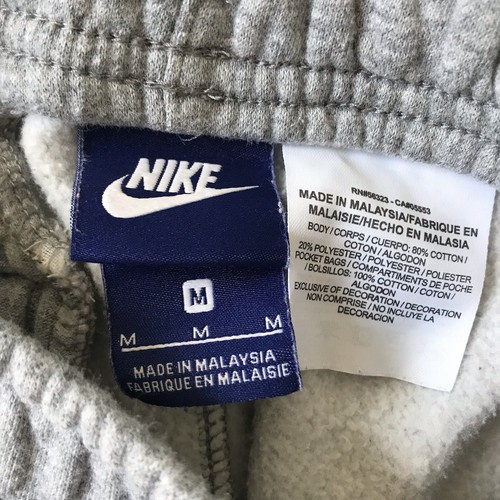 NIKE
M
M M M
MADE IN MALAYSIA
FABRIQUE EN MALAISIE
RN#56323 - CA#05553
MADE IN MALAYSIA/FABRIQUE EN
MALAISIE/HECHO EN MALASIA
BODY / CORPS / CUERPO: 80% COTTON /
COTON / ALGODON
20% POLYESTER / POLYESTER / POLIESTER
POCKET BAGS / COMPARTIMENTS DE POCHE
/ BOLSILLOS: 100% COTTON / COTON /
ALGODON
EXCLUSIVE OF DECORATION / DECORATION
NON COMPRISE / NO INCLUYE LA
DECORACION